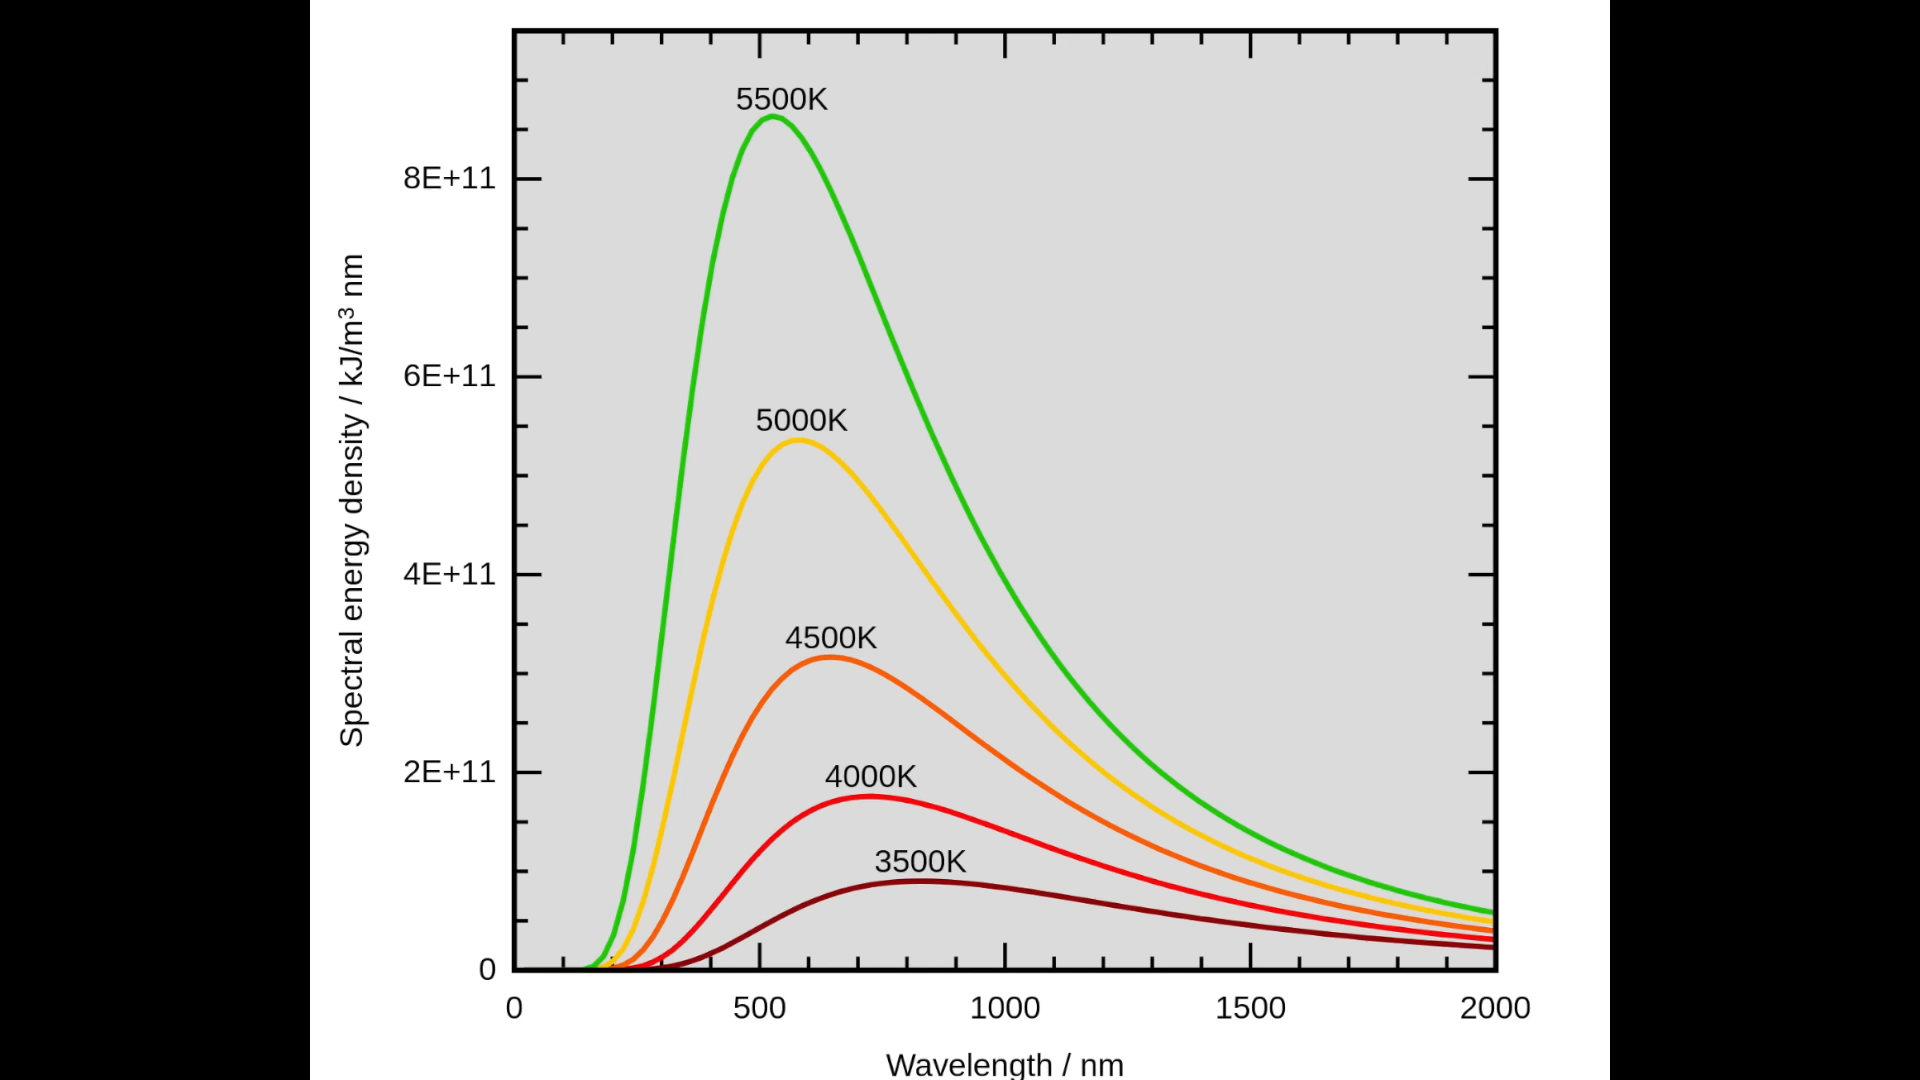 5500K
8E+11
6E+11
5000K
4E+11
4500K
2E+11
4000K
3500K
0
0 500 1000 1500 2000
Wavelength / nm
Spectral energy density / kJ/m³ nm